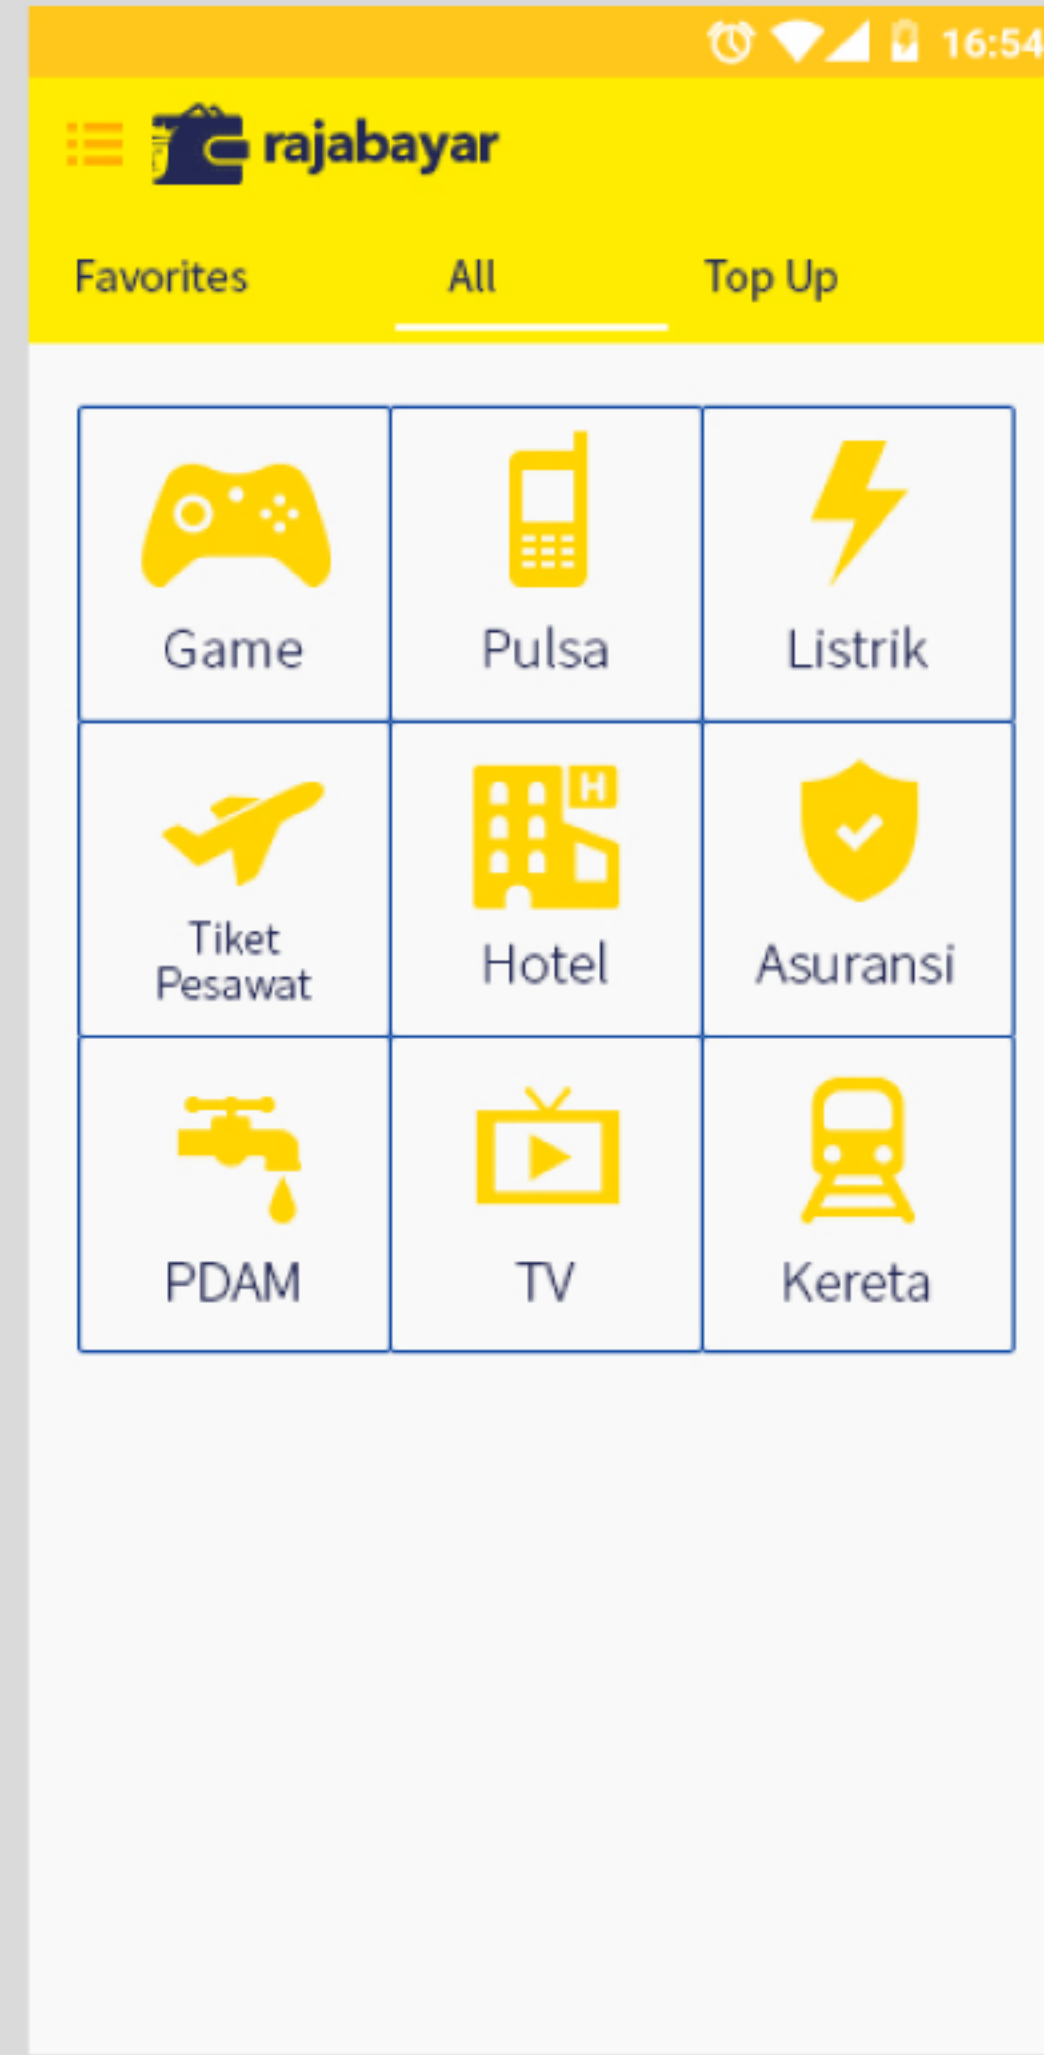 16:54
rajabayar
Favorites All Top Up
Game Pulsa Listrik
Tiket
Pesawat
H
Hotel Asuransi
PDAM TV Kereta